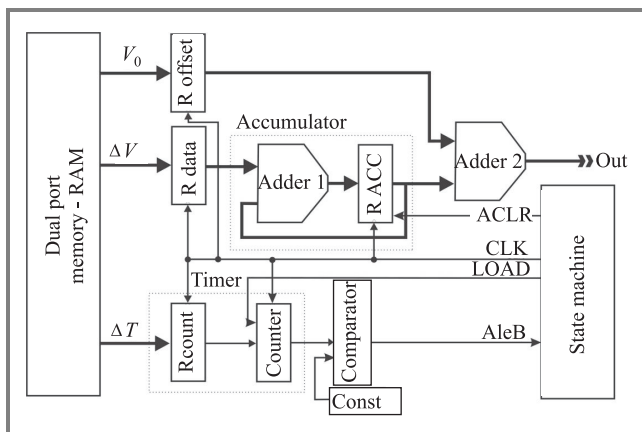 Dual port
memory - RAM
V0
R offset
ΔV
R data
Accumulator
Adder 1
R ACC
Adder 2
Out
ACLR
CLK
LOAD
Timer
ΔT
Rcount
Counter
Comparator
Const
AleB
State machine